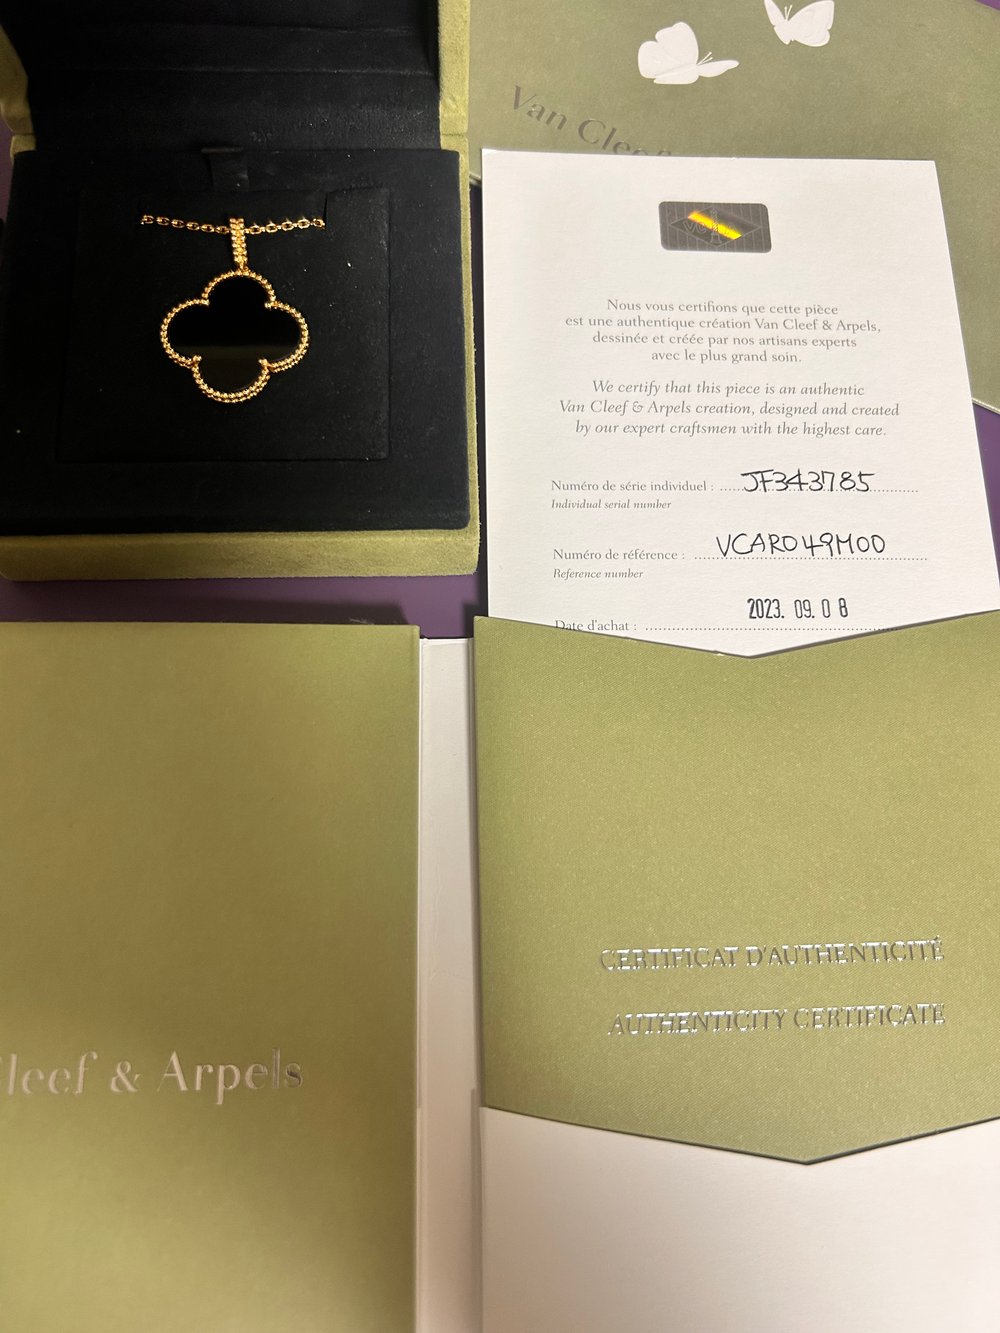 Van Cleef
VCA
Nous vous certifions que cette pièce
est une authentique création Van Cleef & Arpels,
dessinée et créée par nos artisans experts
avec le plus grand soin.
We certify that this piece is an authentic
Van Cleef & Arpels creation, designed and created
by our expert craftsmen with the highest care.
Numéro de série individuel : JF343785
Individual serial number
Numéro de référence : VCARO49M00
Reference number
Date d'achat : 2023. 09. 08
CERTIFICAT D'AUTHENTICITÉ
AUTHENTICITY CERTIFICATE
leef & Arpels